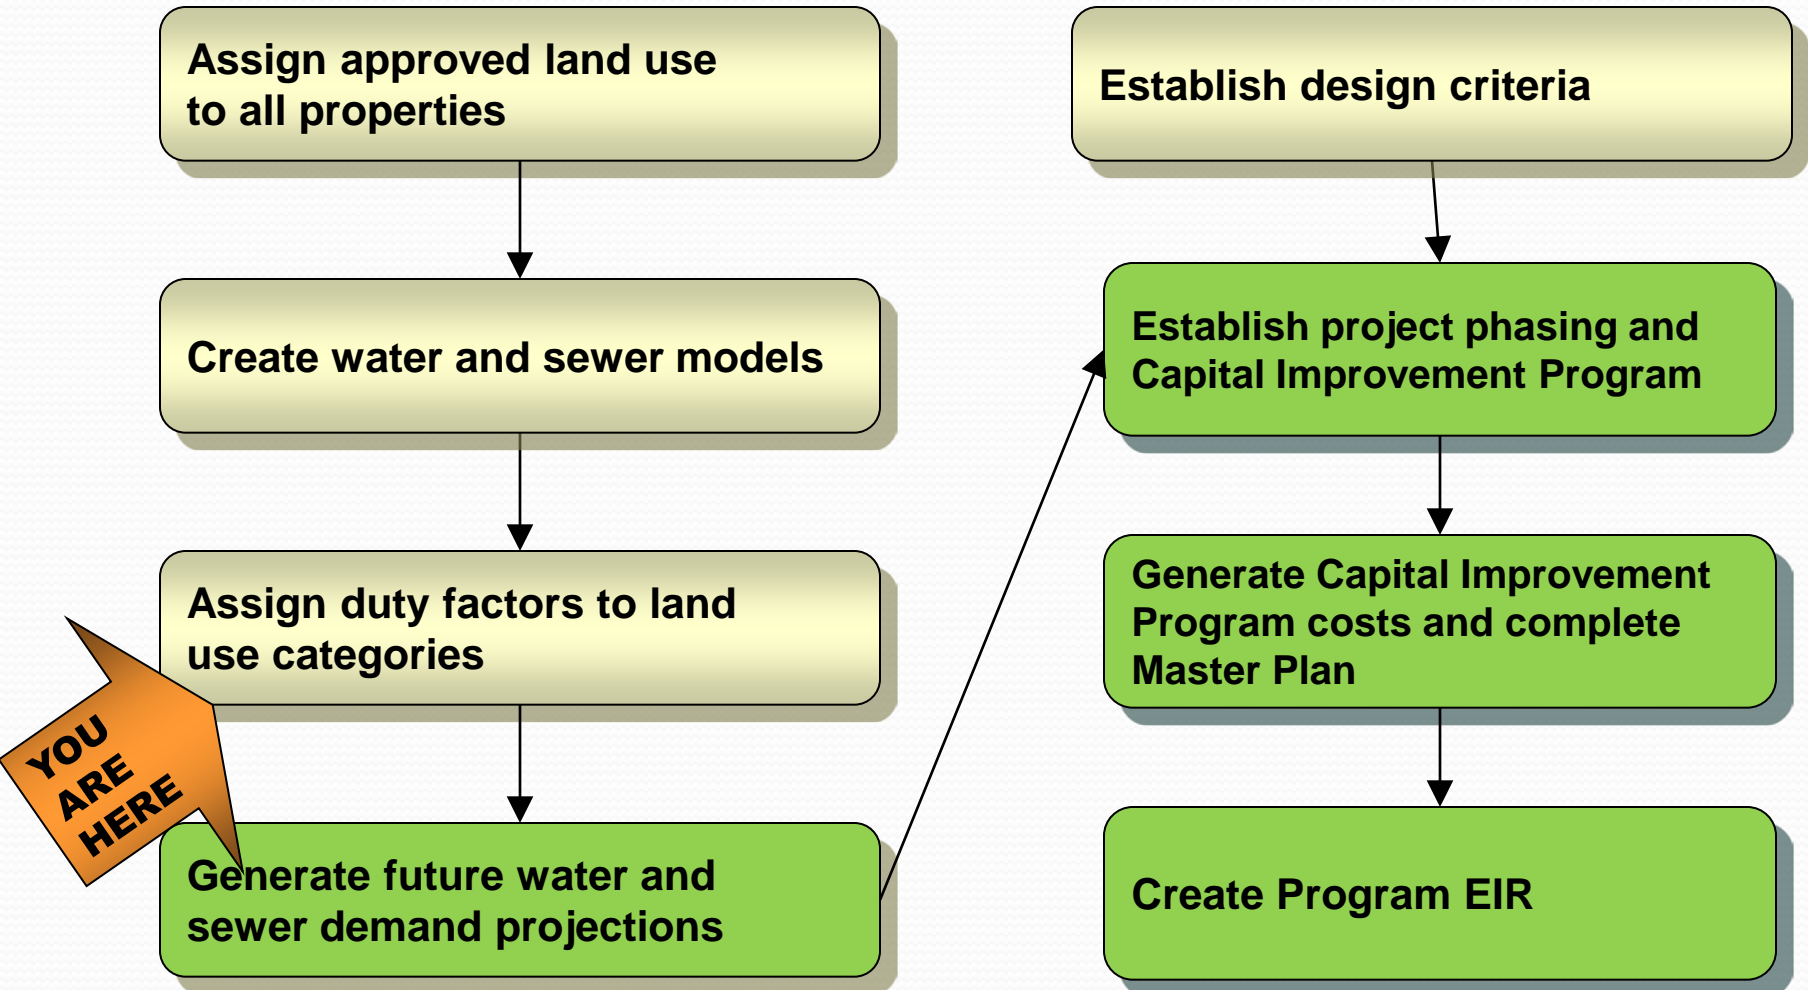 Assign approved land use
to all properties
Create water and sewer models
Assign duty factors to land
use categories
YOU
ARE
HERE
Generate future water and
sewer demand projections
Establish design criteria
Establish project phasing and
Capital Improvement Program
Generate Capital Improvement
Program costs and complete
Master Plan
Create Program EIR